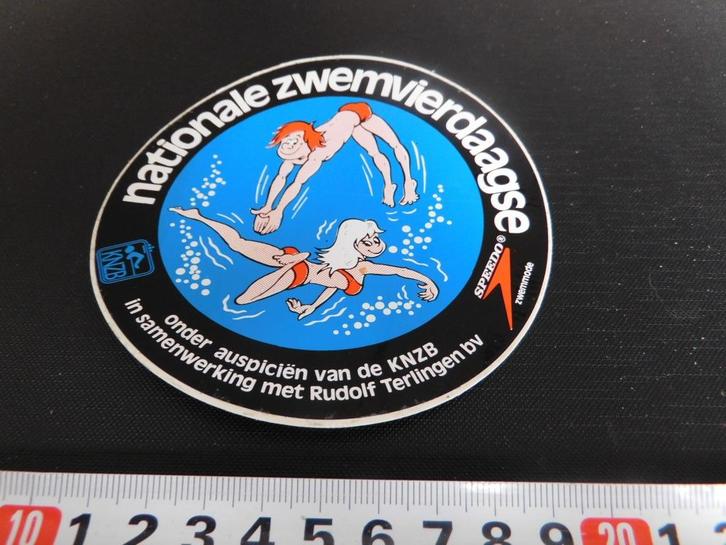 nationale zwemvierdaagse
KNZB
SPEEDO®
zwemmode
onder auspiciën van de KNZB
in samenwerking met Rudolf Terlingen bv
10 1 2 3 4 5 6 7 8 9 20 1 2